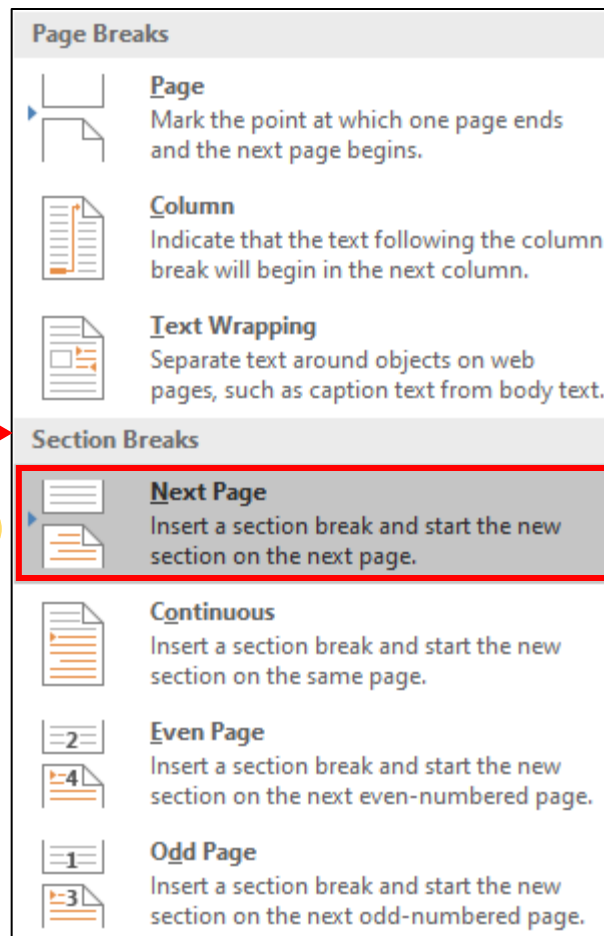 Page Breaks
Page
Mark the point at which one page ends
and the next page begins.
Column
Indicate that the text following the column
break will begin in the next column.
Text Wrapping
Separate text around objects on web
pages, such as caption text from body text.
Section Breaks
Next Page
Insert a section break and start the new
section on the next page.
Continuous
Insert a section break and start the new
section on the same page.
2
4
Even Page
Insert a section break and start the new
section on the next even-numbered page.
1
3
Odd Page
Insert a section break and start the new
section on the next odd-numbered page.